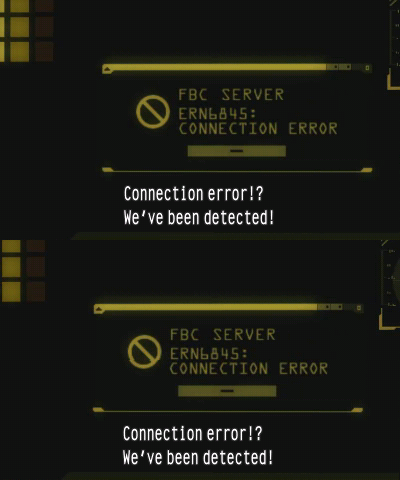 FBC SERVER
ERN6845:
CONNECTION ERROR
Connection error!?
We've been detected!
FBC SERVER
ERN6845:
CONNECTION ERROR
Connection error!?
We've been detected!